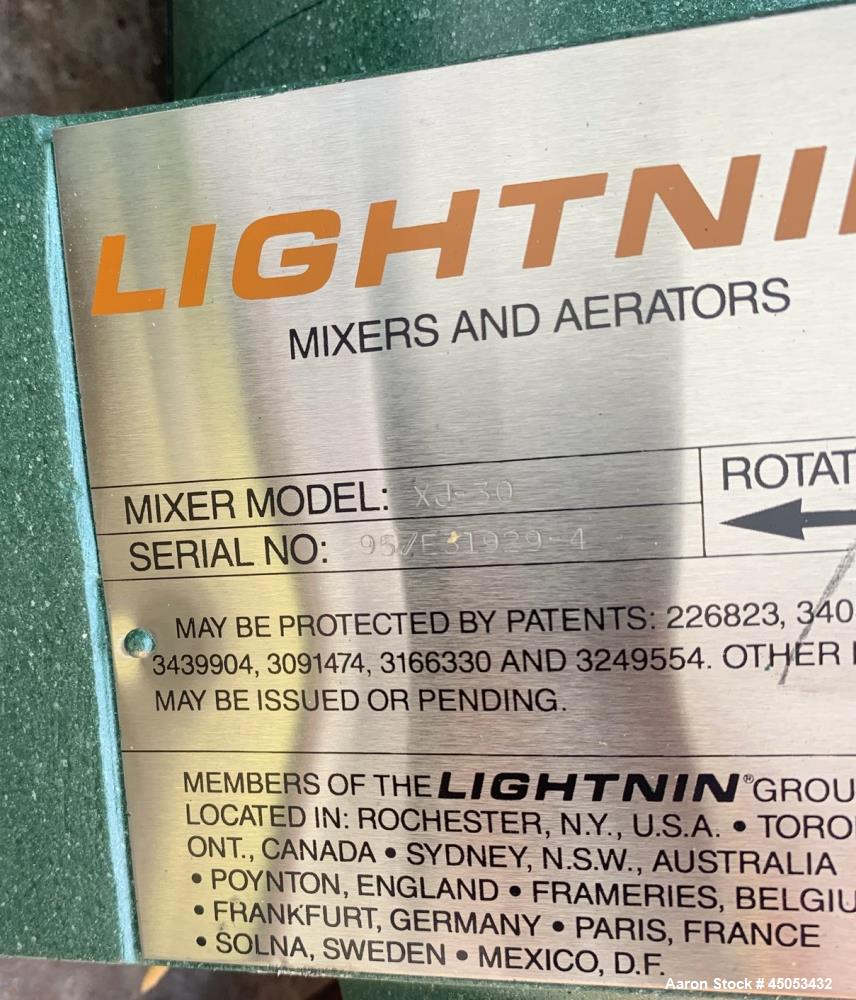 LIGHTNI
MIXERS AND AERATORS
MIXER MODEL: XJ-30
SERIAL NO: 957E31929-4
ROTAT
MAY BE PROTECTED BY PATENTS: 226823, 340
3439904, 3091474, 3166330 AND 3249554. OTHER
MAY BE ISSUED OR PENDING.
MEMBERS OF THE LIGHTNIN® GROU
LOCATED IN: ROCHESTER, N.Y., U.S.A. • TORO
ONT., CANADA • SYDNEY, N.S.W., AUSTRALIA
• POYNTON, ENGLAND • FRAMERIES, BELGIU
• FRANKFURT, GERMANY • PARIS, FRANCE
• SOLNA, SWEDEN • MEXICO, D.F.
Aaron Stock # 45053432